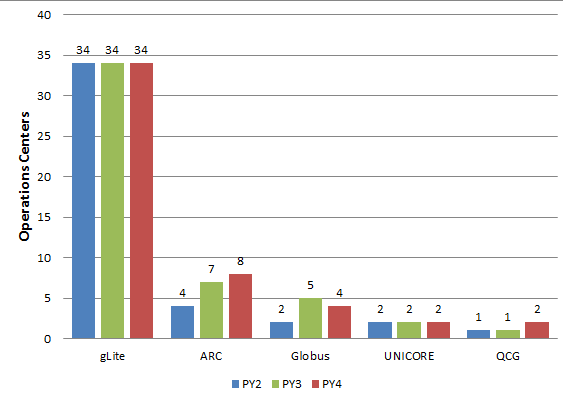 40
35
30
25
20
15
10
5
0
Operations Centers
34 34 34
4 7 8
2 5 4
2 2 2
1 1 2
gLite ARC Globus UNICORE QCG
PY2 PY3 PY4